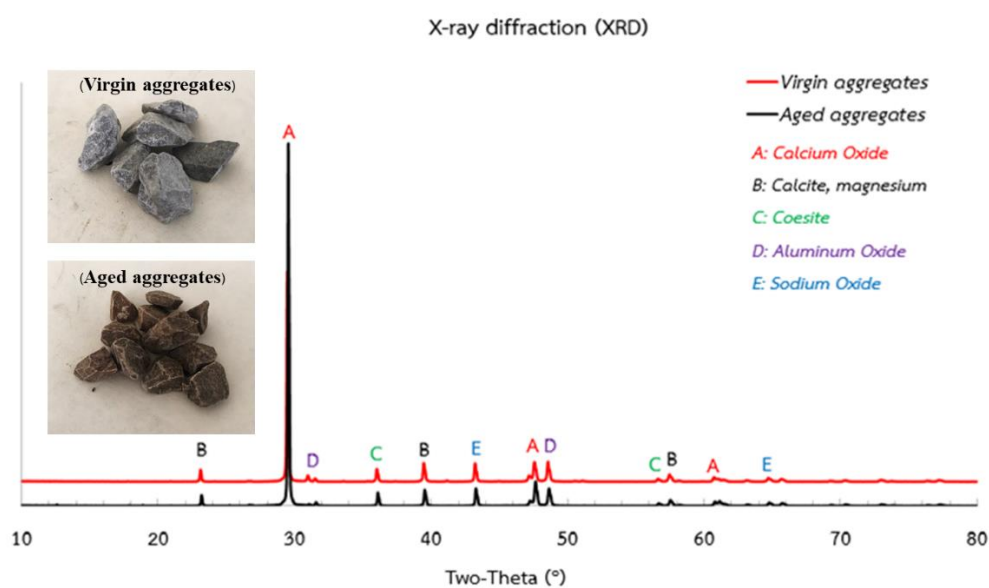 X-ray diffraction (XRD)
(Virgin aggregates)
(Aged aggregates)
Virgin aggregates
Aged aggregates
A: Calcium Oxide
B: Calcite, magnesium
C: Coesite
D: Aluminum Oxide
E: Sodium Oxide
A
B
D
C
B
E
A
D
C
B
A
E
10
20
30
40
50
60
70
80
Two-Theta (°)